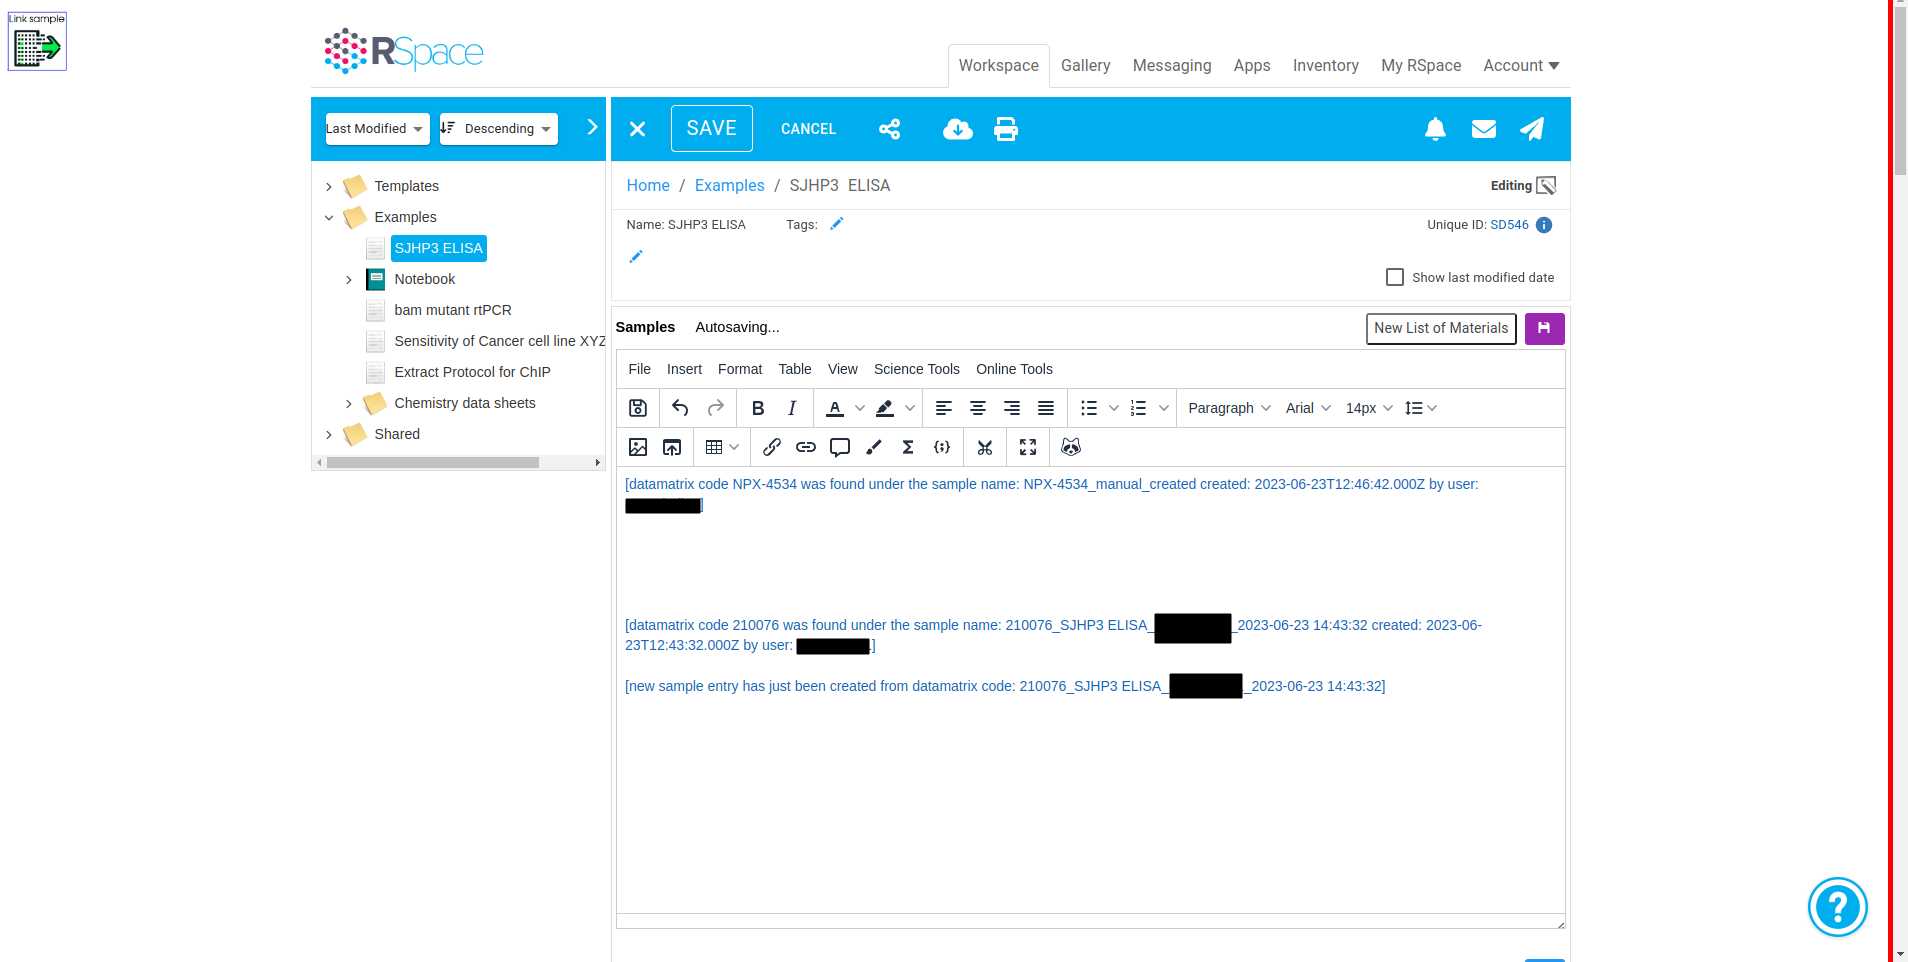 Link sample
RSpace
Workspace Gallery Messaging Apps Inventory My RSpace Account
Last Modified Descending
SAVE CANCEL
Templates
Examples
SJHP3 ELISA
Notebook
bam mutant rtPCR
Sensitivity of Cancer cell line XYZ
Extract Protocol for ChIP
Chemistry data sheets
Shared
Home / Examples / SJHP3 ELISA
Editing
Name: SJHP3 ELISA Tags:
Unique ID: SD546
Show last modified date
Samples Autosaving...
New List of Materials
File Insert Format Table View Science Tools Online Tools
B I A Paragraph Arial 14px
[datamatrix code NPX-4534 was found under the sample name: NPX-4534_manual_created created: 2023-06-23T12:46:42.000Z by user:
]
[datamatrix code 210076 was found under the sample name: 210076_SJHP3 ELISA_ _2023-06-23 14:43:32 created: 2023-06-
23T12:43:32.000Z by user: .]
[new sample entry has just been created from datamatrix code: 210076_SJHP3 ELISA_ _2023-06-23 14:43:32]